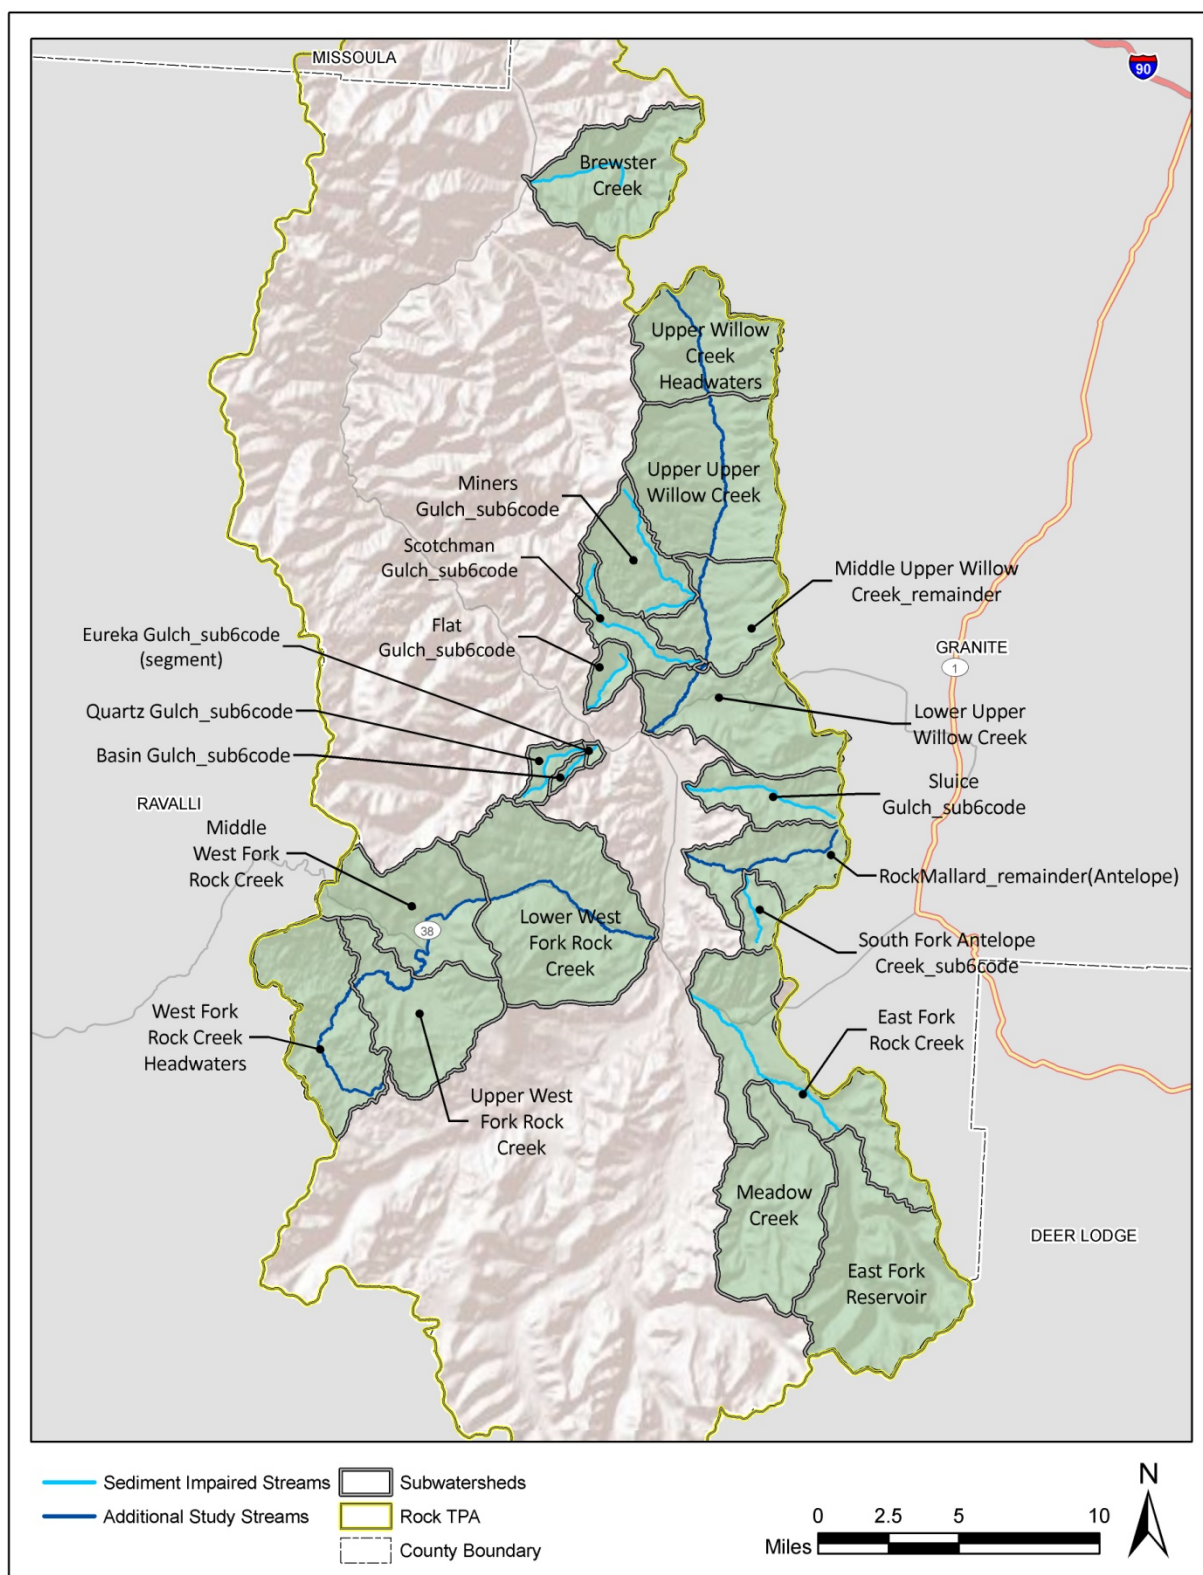 MISSOULA
90
Brewster
Creek
Upper Willow
Creek
Headwaters
Upper Upper
Willow Creek
Miners
Gulch_sub6code
Scotchman
Gulch_sub6code
Middle Upper Willow
Creek_remainder
Flat
Gulch_sub6code
Eureka Gulch_sub6code
(segment)
GRANITE
1
Quartz Gulch_sub6code
Lower Upper
Willow Creek
Basin Gulch_sub6code
Sluice
Gulch_sub6code
RAVALLI
Middle
West Fork
Rock Creek
RockMallard_remainder(Antelope)
38
Lower West
Fork Rock
Creek
South Fork Antelope
Creek_sub6code
West Fork
Rock Creek
Headwaters
East Fork
Rock Creek
Upper West
Fork Rock
Creek
Meadow
Creek
DEER LODGE
East Fork
Reservoir
Sediment Impaired Streams
Additional Study Streams
Subwatersheds
Rock TPA
County Boundary
N
0 2.5 5 10
Miles